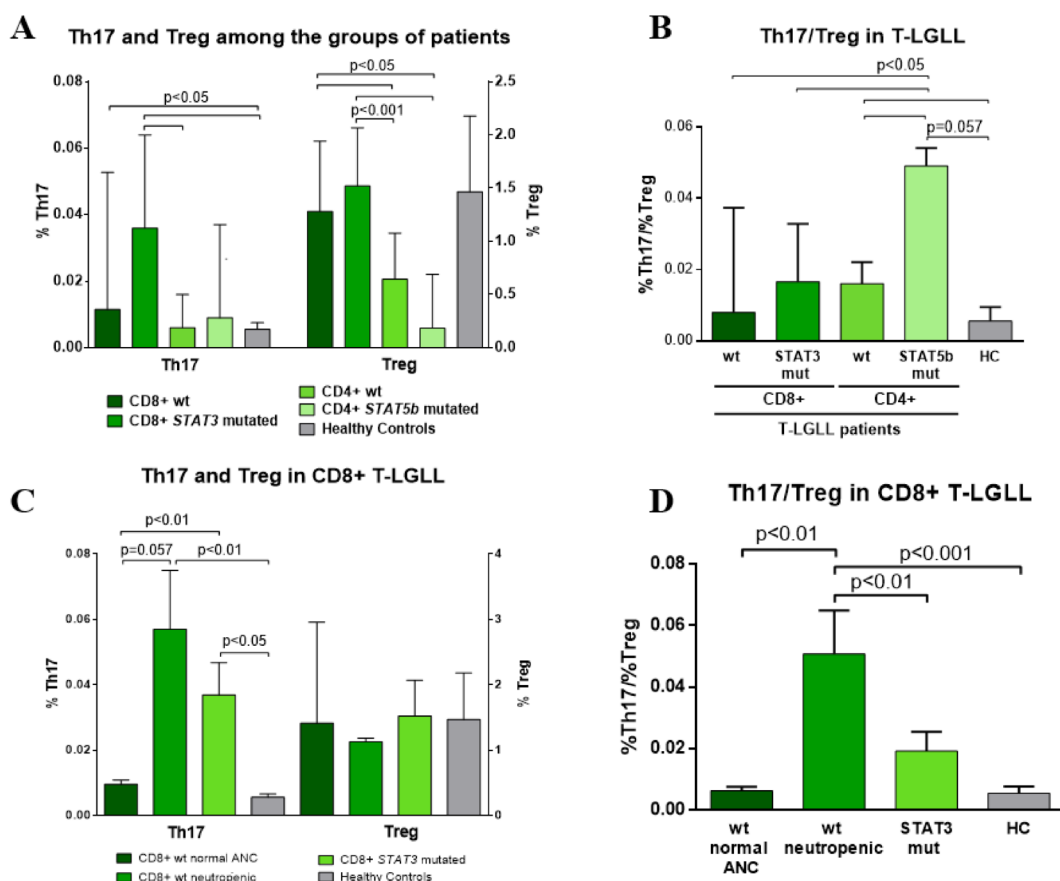 A
Th17 and Treg among the groups of patients
p<0.05
p<0.05
p<0.001
0.08
0.06
0.04
0.02
0.00
% Th17
2.5
2.0
1.5
1.0
0.5
0.0
% Treg
Th17
Treg
CD8+ wt
CD8+ STAT3 mutated
CD4+ wt
CD4+ STAT5b mutated
Healthy Controls
B
Th17/Treg in T-LGLL
p<0.05
p=0.057
0.06
0.04
0.02
0.00
%Th17/%Treg
wt
STAT3
mut
wt
STAT5b
mut
HC
CD8+
CD4+
T-LGLL patients
C
Th17 and Treg in CD8+ T-LGLL
p<0.01
p=0.057
p<0.01
p<0.05
0.08
0.06
0.04
0.02
0.00
% Th17
4
3
2
1
0
% Treg
Th17
Treg
CD8+ wt normal ANC
CD8+ wt neutropenic
CD8+ STAT3 mutated
Healthy Controls
D
Th17/Treg in CD8+ T-LGLL
p<0.01
p<0.001
p<0.01
0.08
0.06
0.04
0.02
0.00
%Th17/%Treg
wt
normal
ANC
wt
neutropenic
STAT3
mut
HC